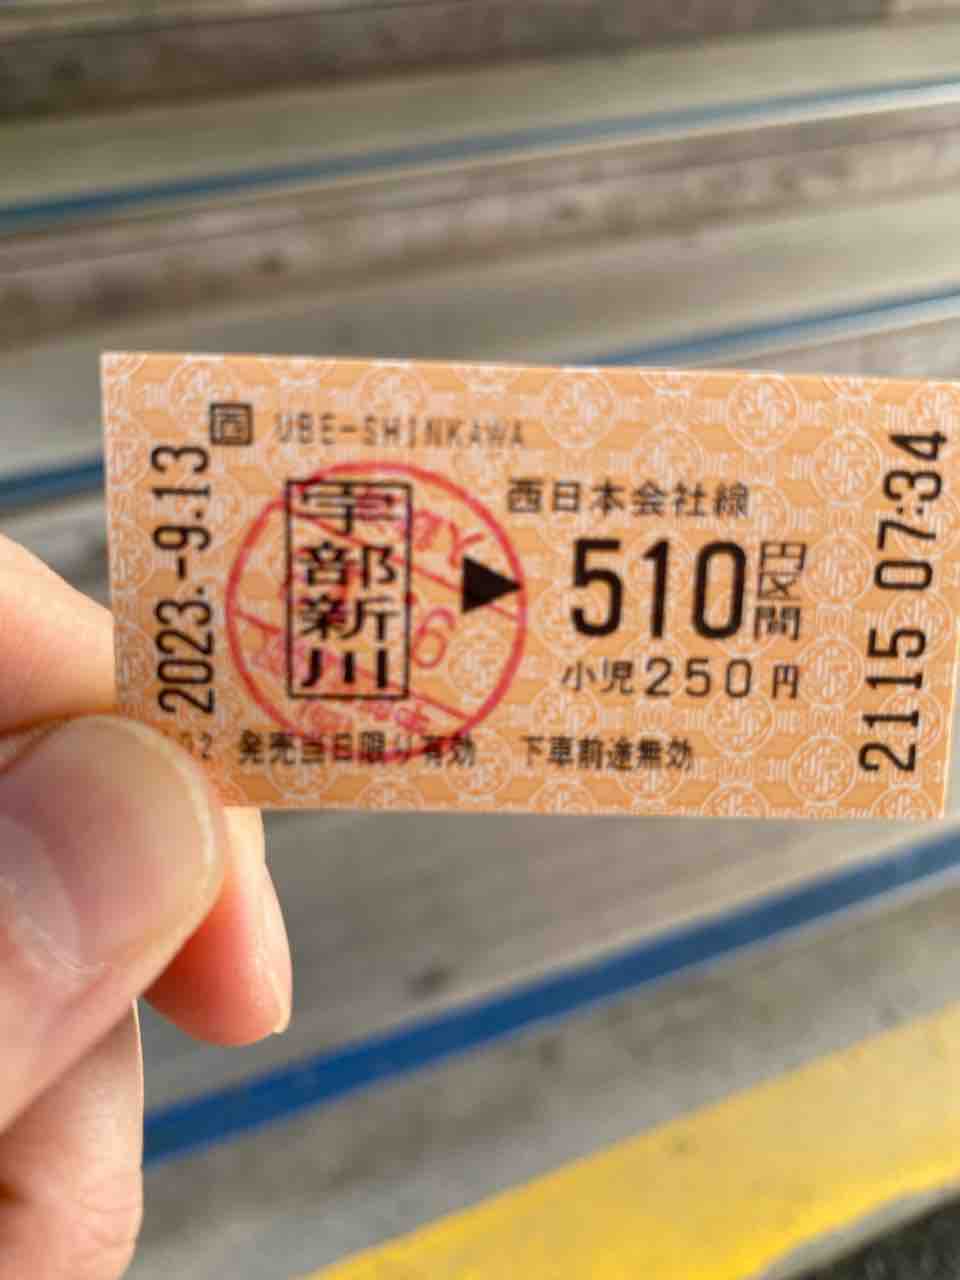 西 UBE-SHINKAWA
2023.-9.13
宇部新川
▶
西日本会社線
510円区間
小児250円
発売当日限り有効 下車前途無効
2115 07:34